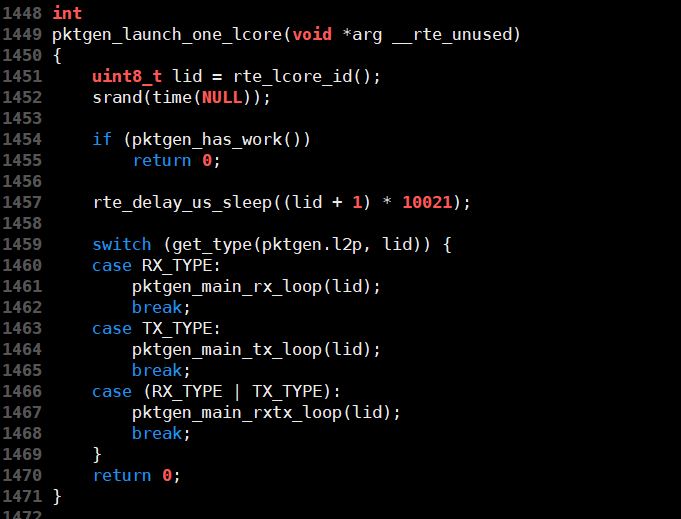 1448 int
1449 pktgen_launch_one_lcore(void *arg __rte_unused)
1450 {
1451     uint8_t lid = rte_lcore_id();
1452     srand(time(NULL));
1453
1454     if (pktgen_has_work())
1455         return 0;
1456
1457     rte_delay_us_sleep((lid + 1) * 10021);
1458
1459     switch (get_type(pktgen.l2p, lid)) {
1460     case RX_TYPE:
1461         pktgen_main_rx_loop(lid);
1462         break;
1463     case TX_TYPE:
1464         pktgen_main_tx_loop(lid);
1465         break;
1466     case (RX_TYPE | TX_TYPE):
1467         pktgen_main_rxtx_loop(lid);
1468         break;
1469     }
1470     return 0;
1471 }
1472